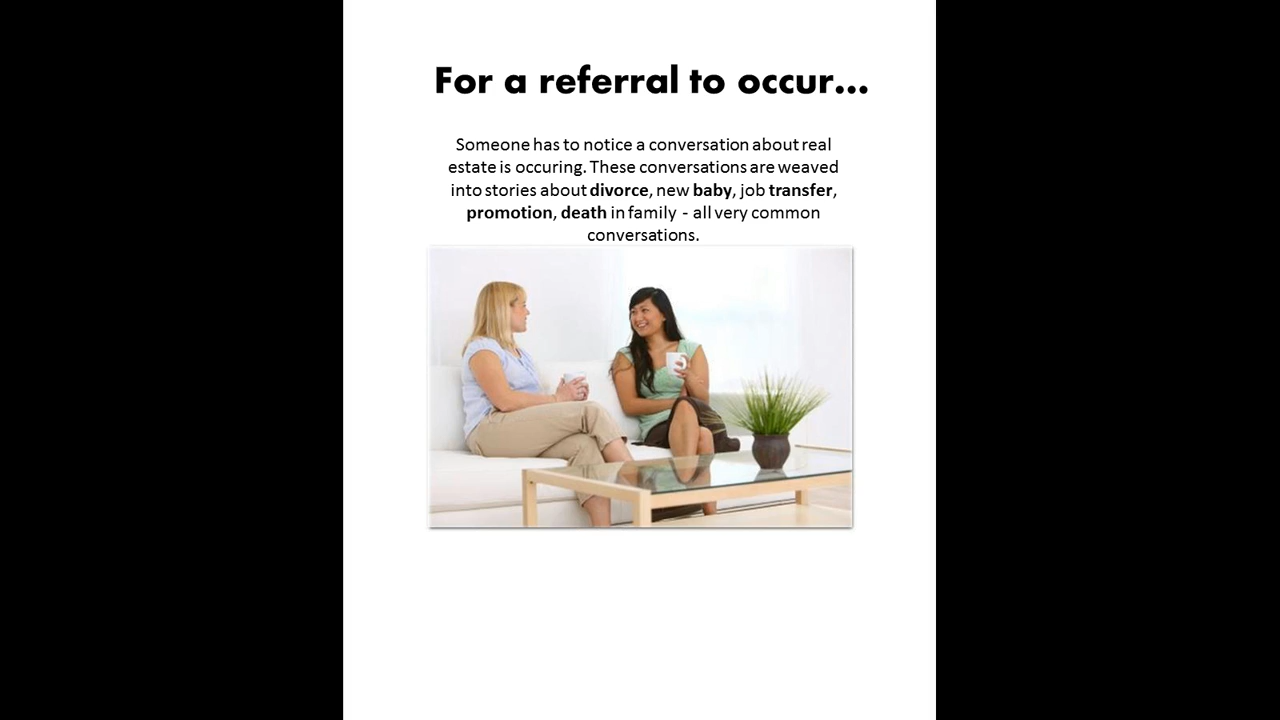 For a referral to occur...
Someone has to notice a conversation about real
estate is occuring. These conversations are weaved
into stories about divorce, new baby, job transfer,
promotion, death in family - all very common
conversations.